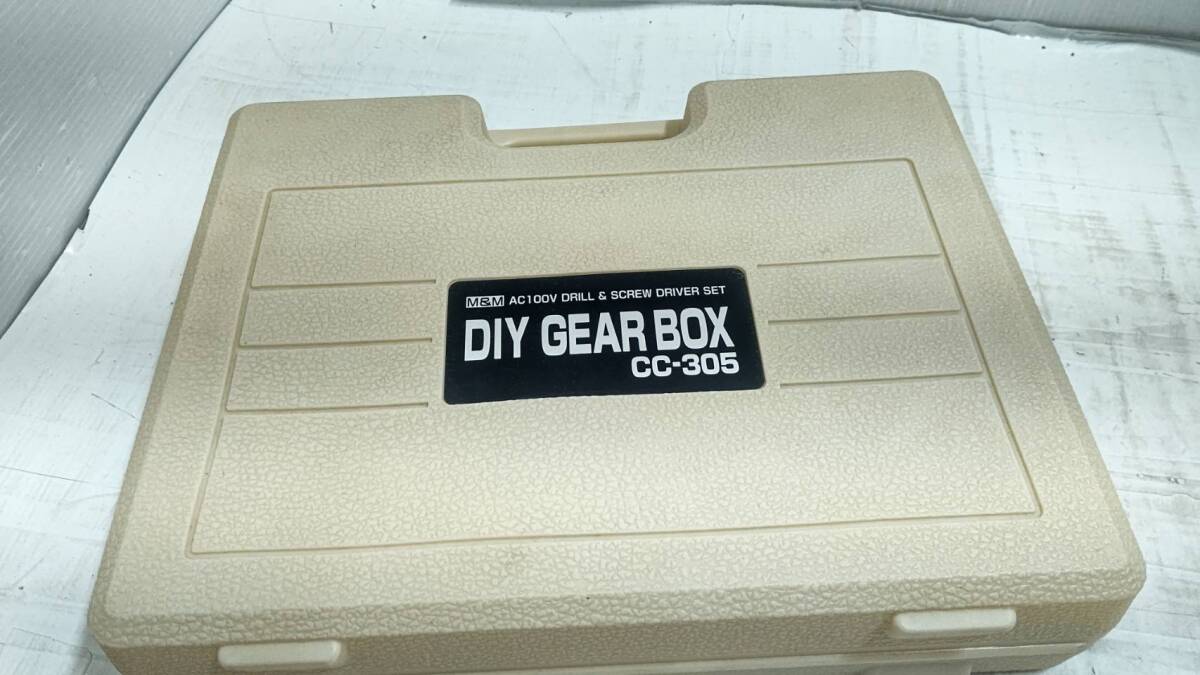 M&M AC100V DRILL & SCREW DRIVER SET
DIY GEAR BOX
CC-305